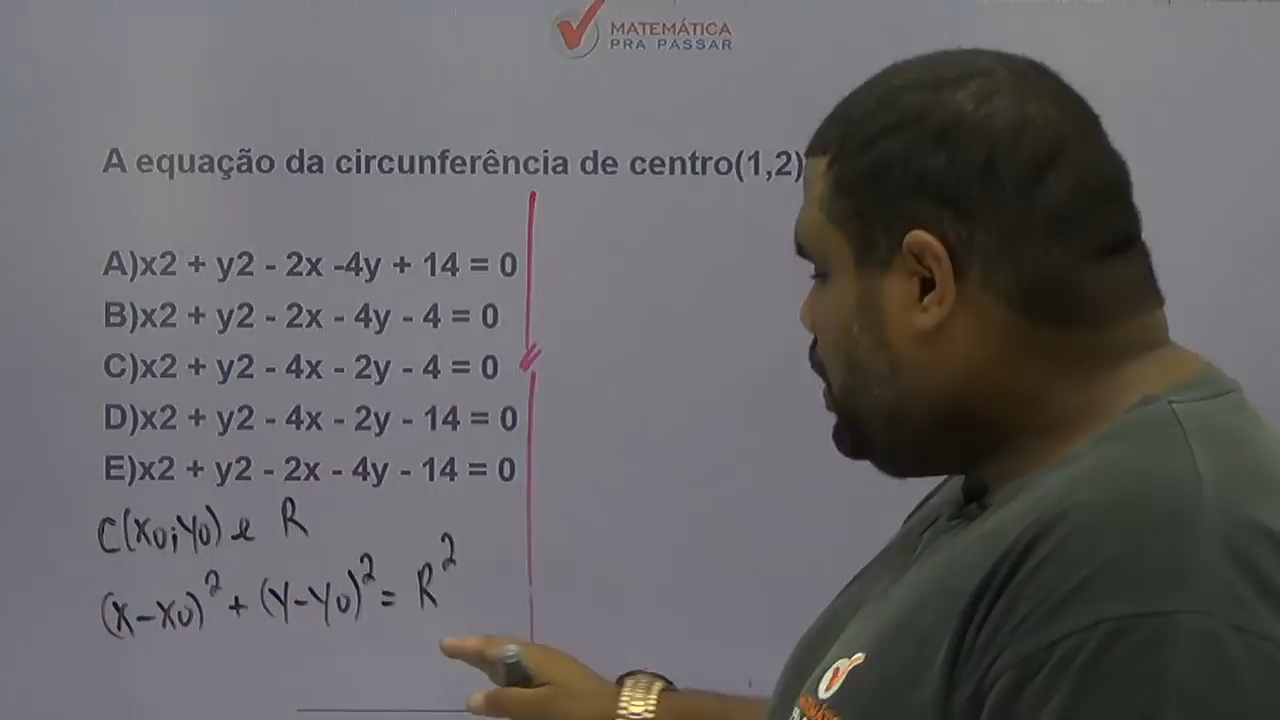 MATEMÁTICA
PRA PASSAR
A equação da circunferência de centro(1,2)
A)x2 + y2 - 2x -4y + 14 = 0
B)x2 + y2 - 2x - 4y - 4 = 0
C)x2 + y2 - 4x - 2y - 4 = 0
D)x2 + y2 - 4x - 2y - 14 = 0
E)x2 + y2 - 2x - 4y - 14 = 0
C(x0;y0) e R
(x-x0)² + (y-y0)² = R²